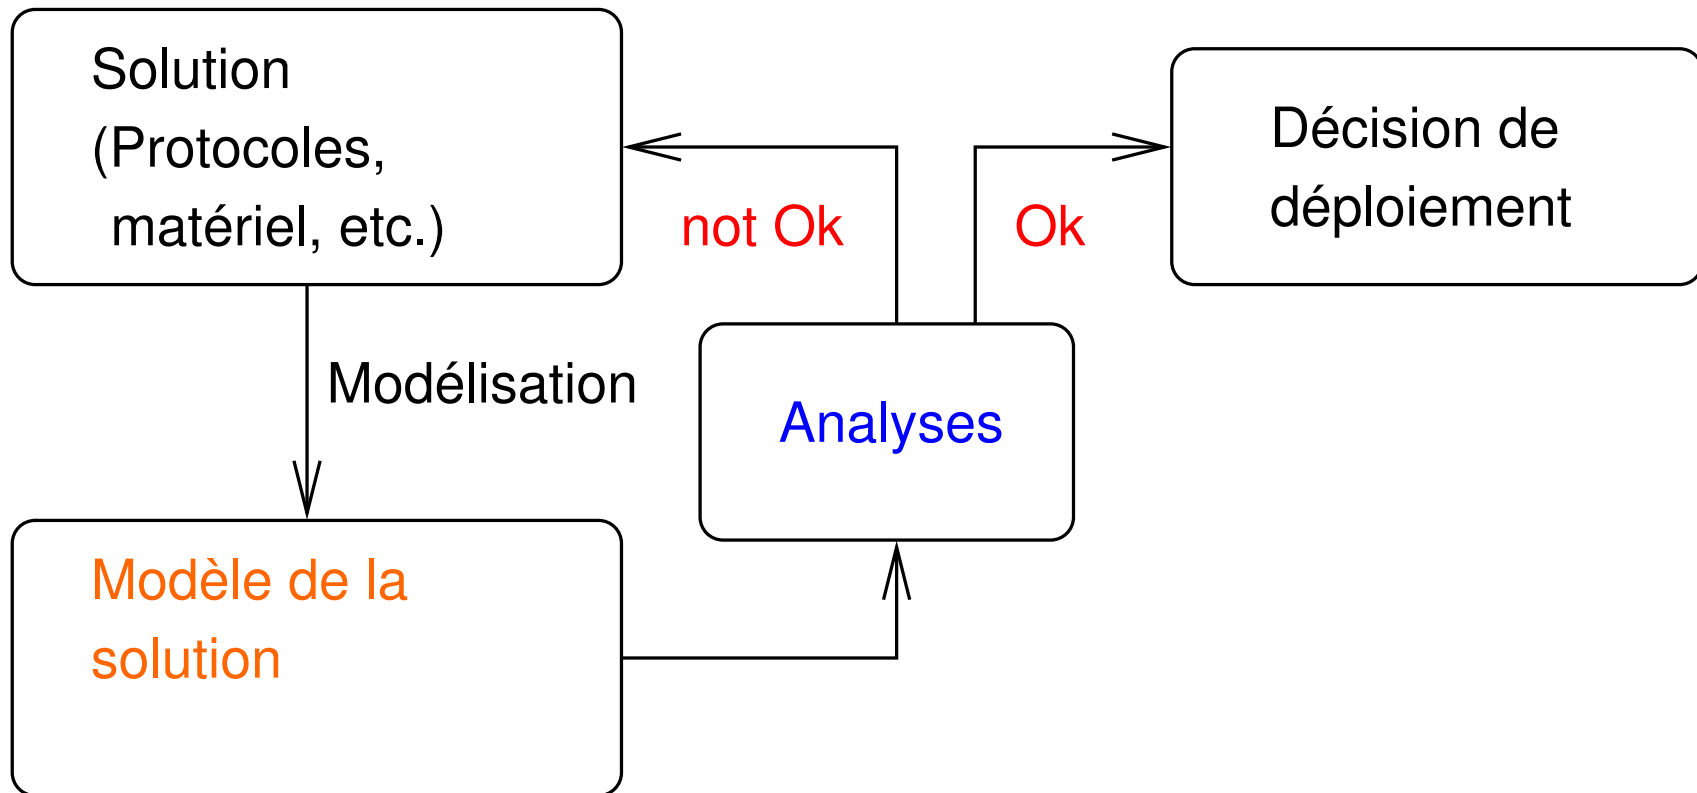 Solution
(Protocoles,
matériel, etc.)
Décision de
déploiement
not Ok
Ok
Modélisation
Analyses
Modèle de la
solution